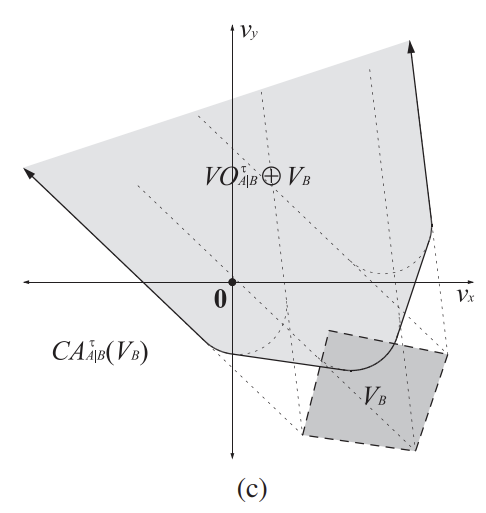 v_y
VO^τ_{A|B} ⊕ V_B
0
v_x
CA^τ_{A|B}(V_B)
V_B
(c)